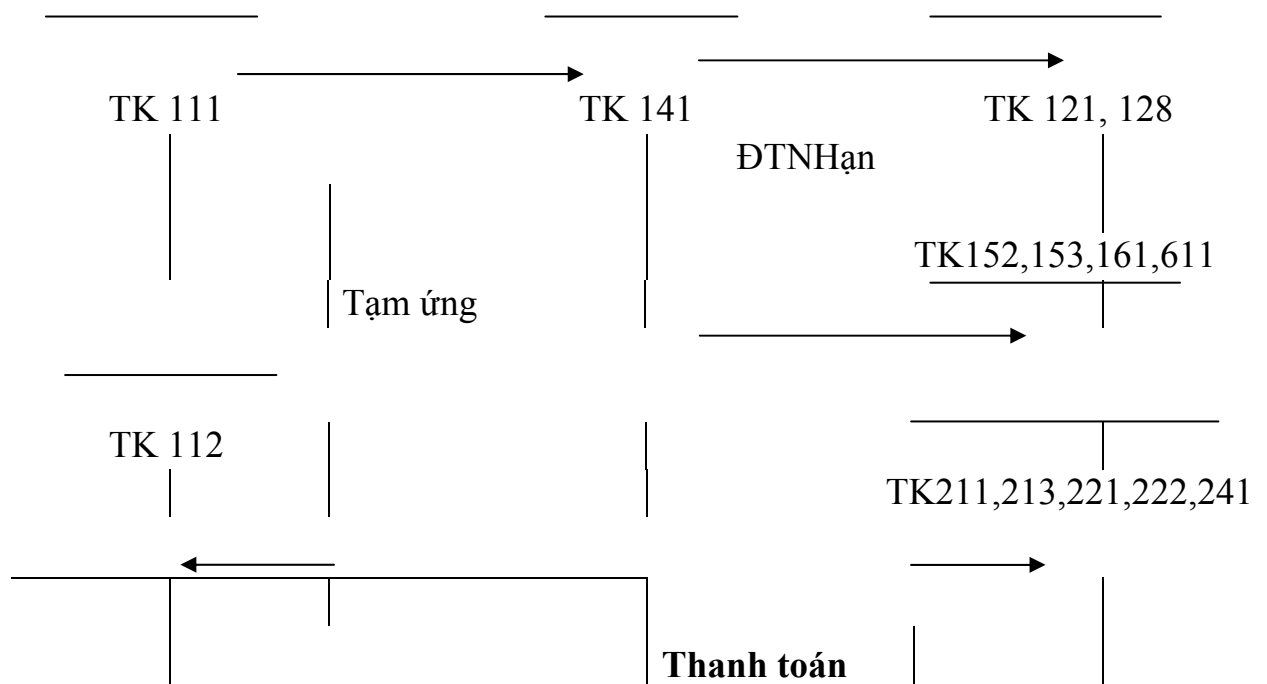 TK 111 TK 141 TK 121, 128
ĐTNHạn
TK152,153,161,611
Tạm ứng
TK 112
TK211,213,221,222,241
Thanh toán